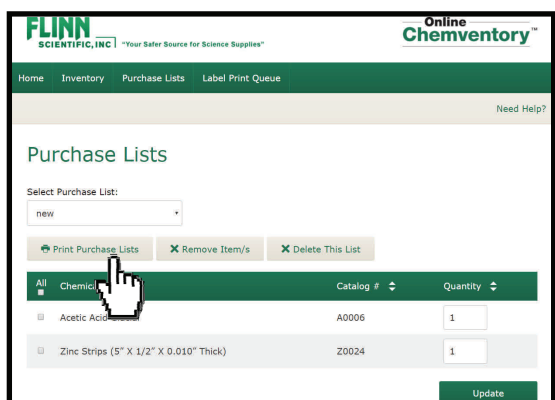 FLINN
SCIENTIFIC, INC "Your Safer Source for Science Supplies"
Online
Chemventory™
Home Inventory Purchase Lists Label Print Queue
Need Help?
Purchase Lists
Select Purchase List:
new
Print Purchase Lists Remove Item/s Delete This List
All Catalog # Quantity
Acetic Acid A0006 1
Zinc Strips (5" X 1/2" X 0.010" Thick) Z0024 1
Update